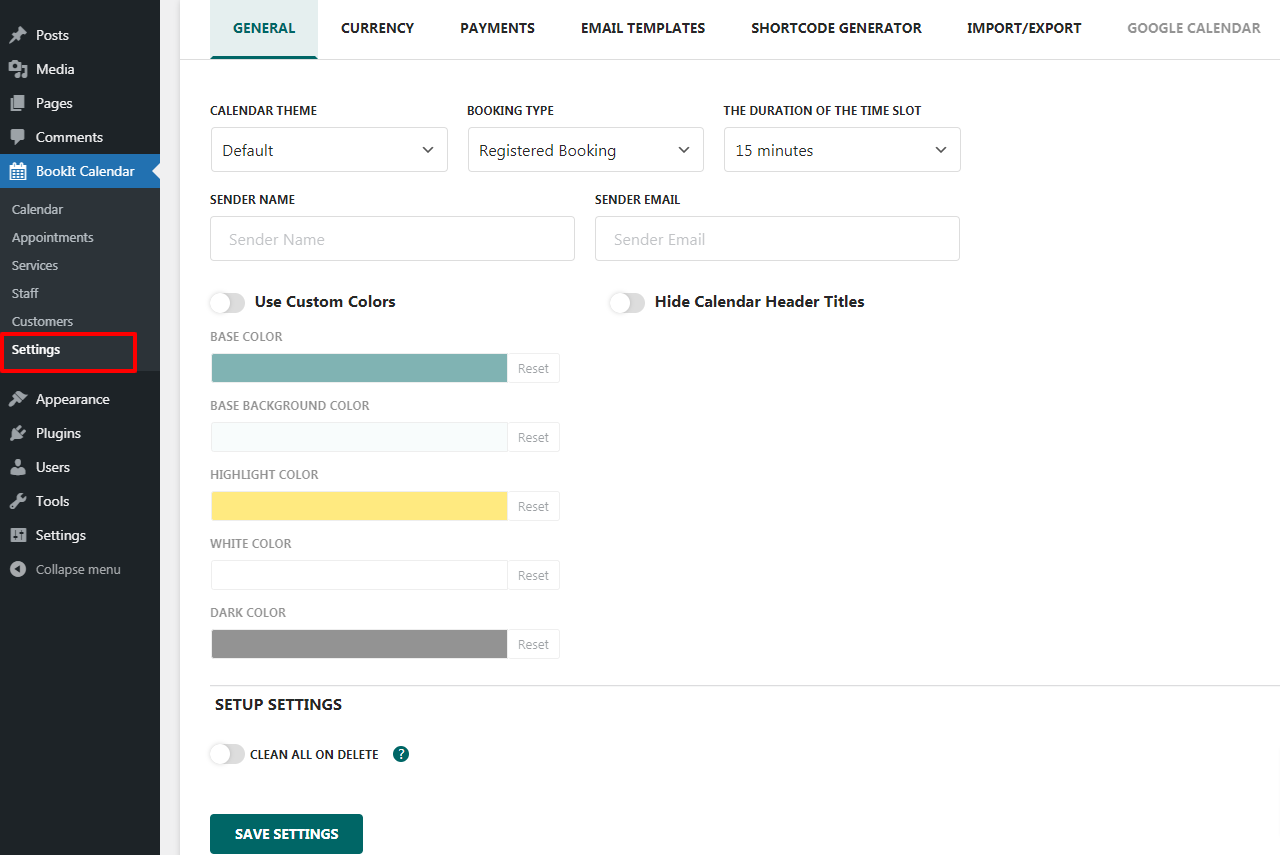 Posts
Media
Pages
Comments
BookIt Calendar
Calendar
Appointments
Services
Staff
Customers
Settings
Appearance
Plugins
Users
Tools
Settings
Collapse menu
GENERAL CURRENCY PAYMENTS EMAIL TEMPLATES SHORTCODE GENERATOR IMPORT/EXPORT GOOGLE CALENDAR
CALENDAR THEME BOOKING TYPE THE DURATION OF THE TIME SLOT
Default Registered Booking 15 minutes
SENDER NAME SENDER EMAIL
Sender Name Sender Email
Use Custom Colors Hide Calendar Header Titles
BASE COLOR
Reset
BASE BACKGROUND COLOR
Reset
HIGHLIGHT COLOR
Reset
WHITE COLOR
Reset
DARK COLOR
Reset
SETUP SETTINGS
CLEAN ALL ON DELETE ?
SAVE SETTINGS